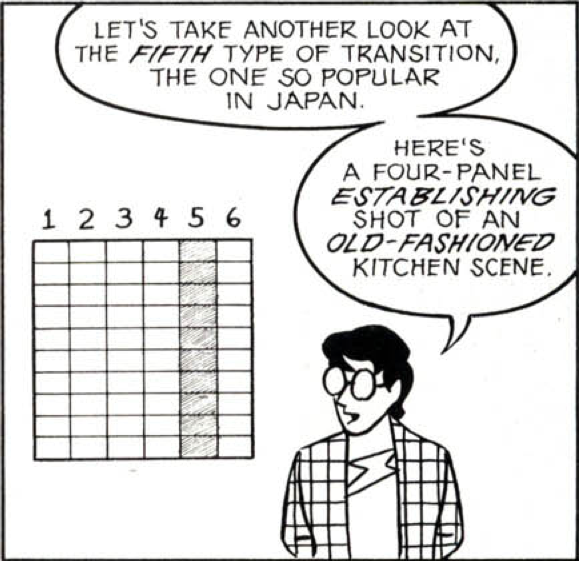 LET'S TAKE ANOTHER LOOK AT
THE FIFTH TYPE OF TRANSITION,
THE ONE SO POPULAR
IN JAPAN.
HERE'S
A FOUR-PANEL
ESTABLISHING
SHOT OF AN
OLD-FASHIONED
KITCHEN SCENE.
1 2 3 4 5 6